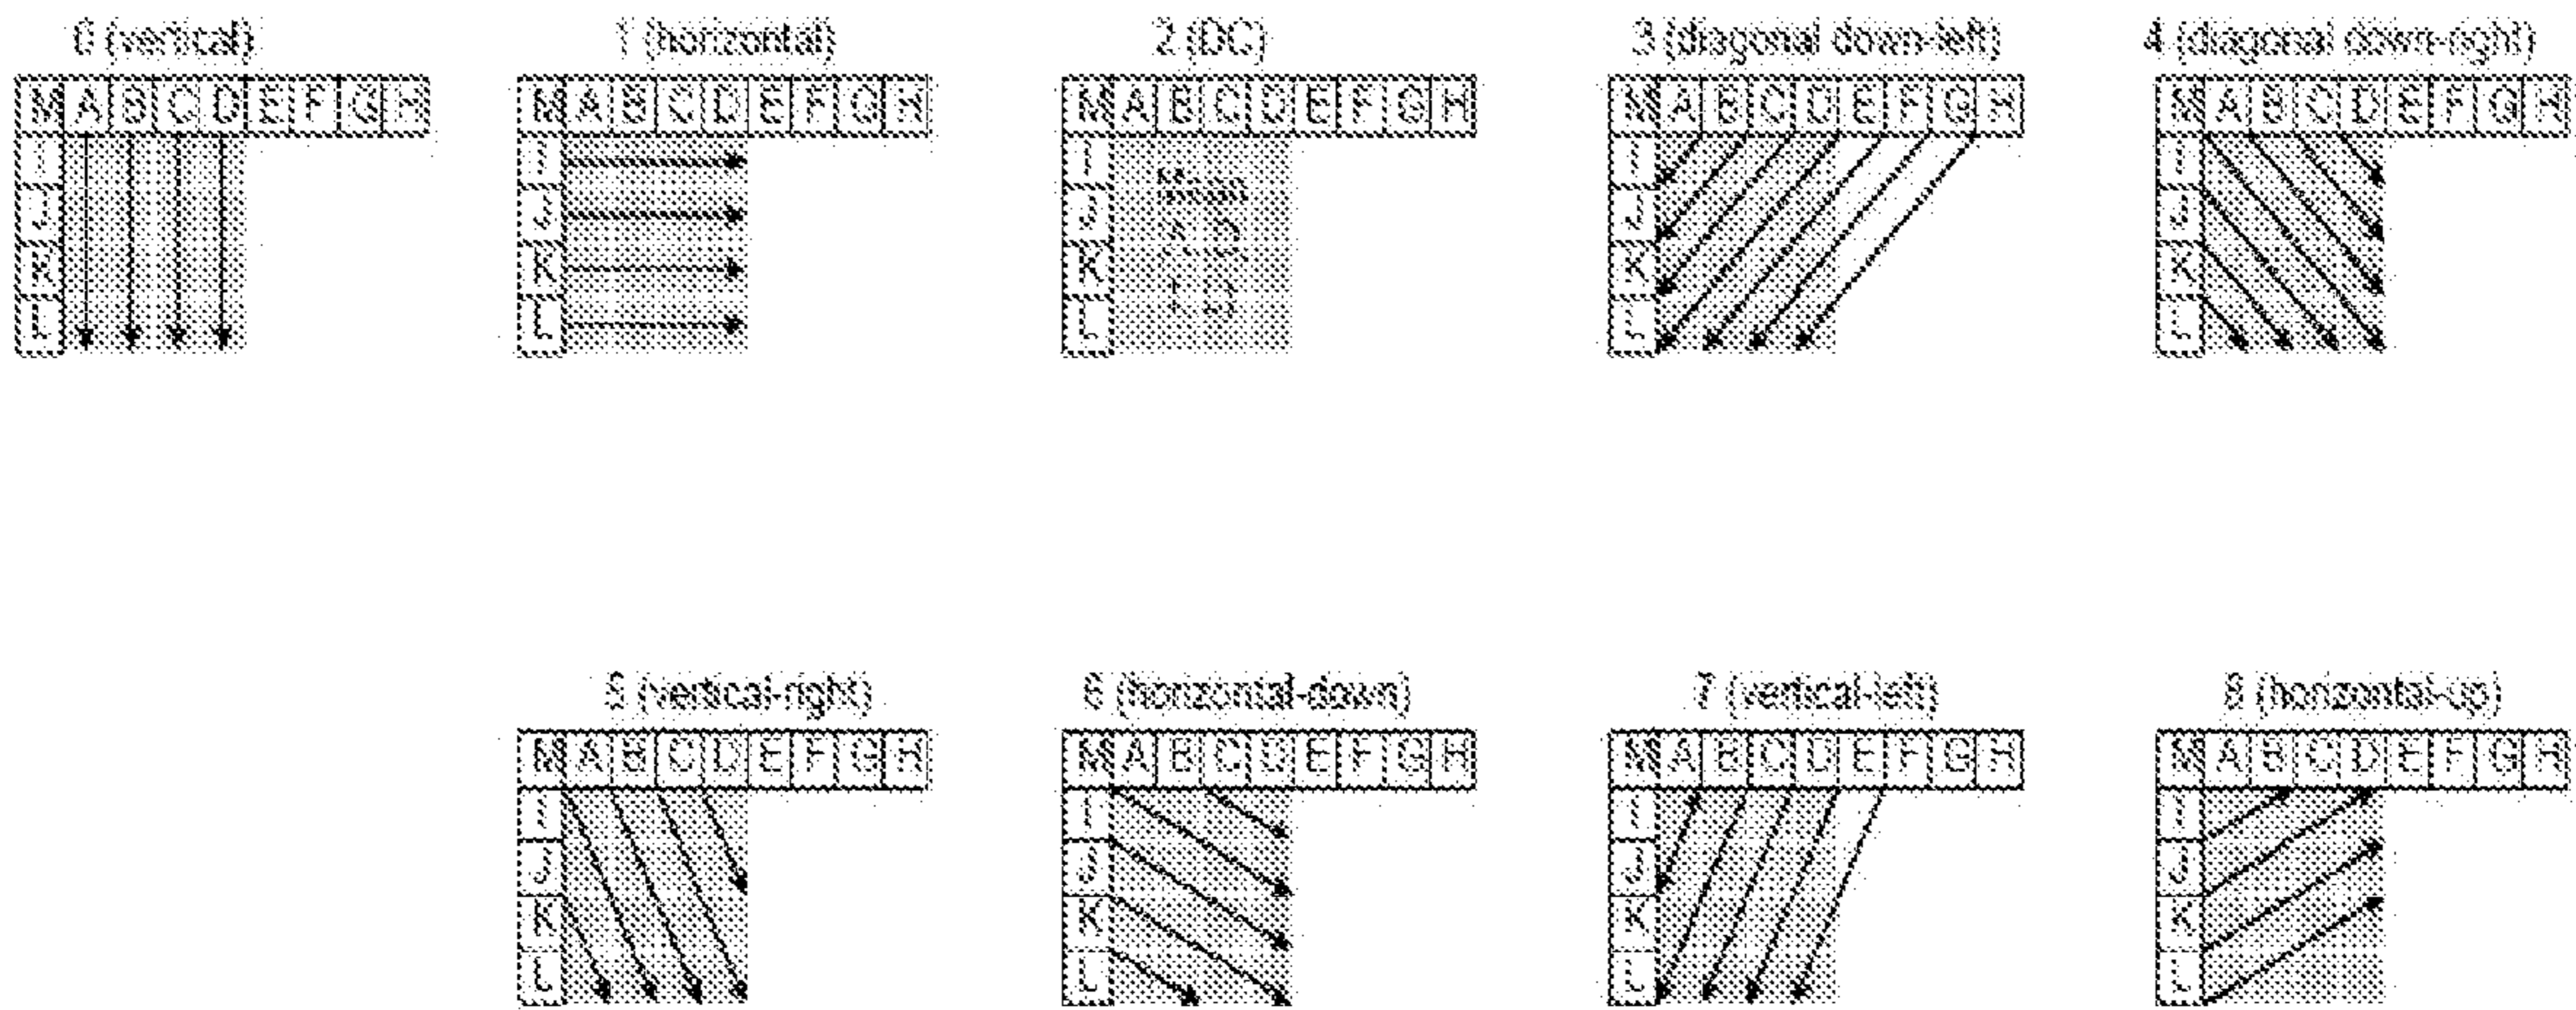 0 (vertical)
M A B C D E F G H
I
J
K
L
1 (horizontal)
M A B C D E F G H
I
J
K
L
2 (DC)
M A B C D E F G H
I
J
K
L
Mean
3 (diagonal down-left)
M A B C D E F G H
I
J
K
L
4 (diagonal down-right)
M A B C D E F G H
I
J
K
L
5 (vertical-right)
M A B C D E F G H
I
J
K
L
6 (horizontal-down)
M A B C D E F G H
I
J
K
L
7 (vertical-left)
M A B C D E F G H
I
J
K
L
8 (horizontal-up)
M A B C D E F G H
I
J
K
L